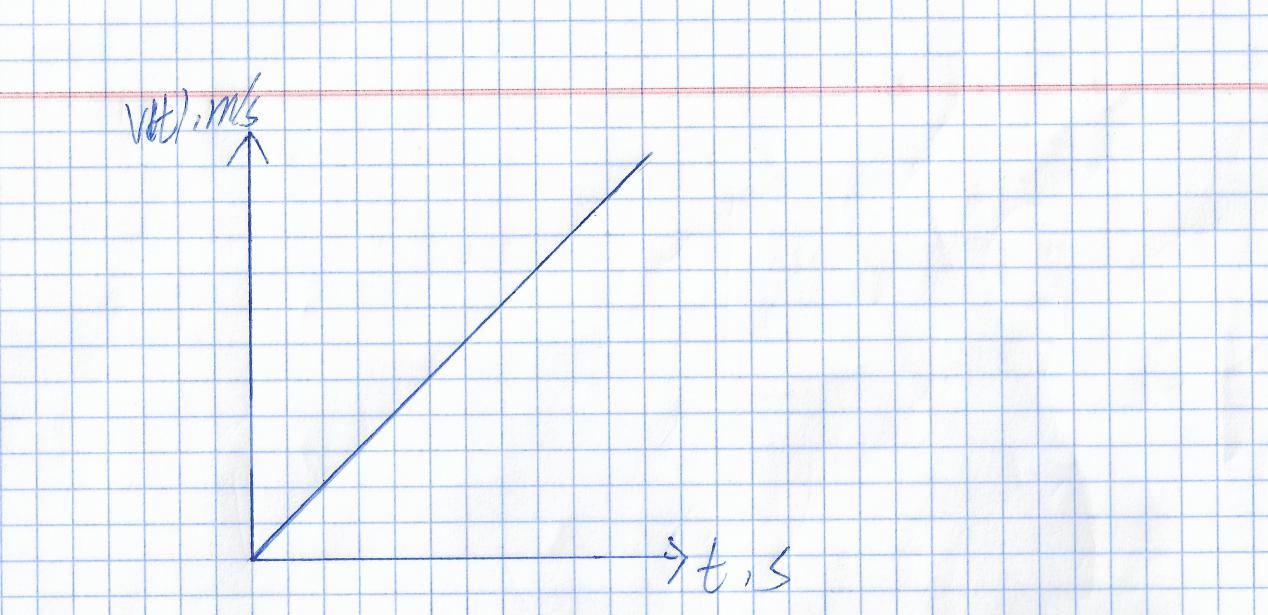 v(t), m/s
t, s